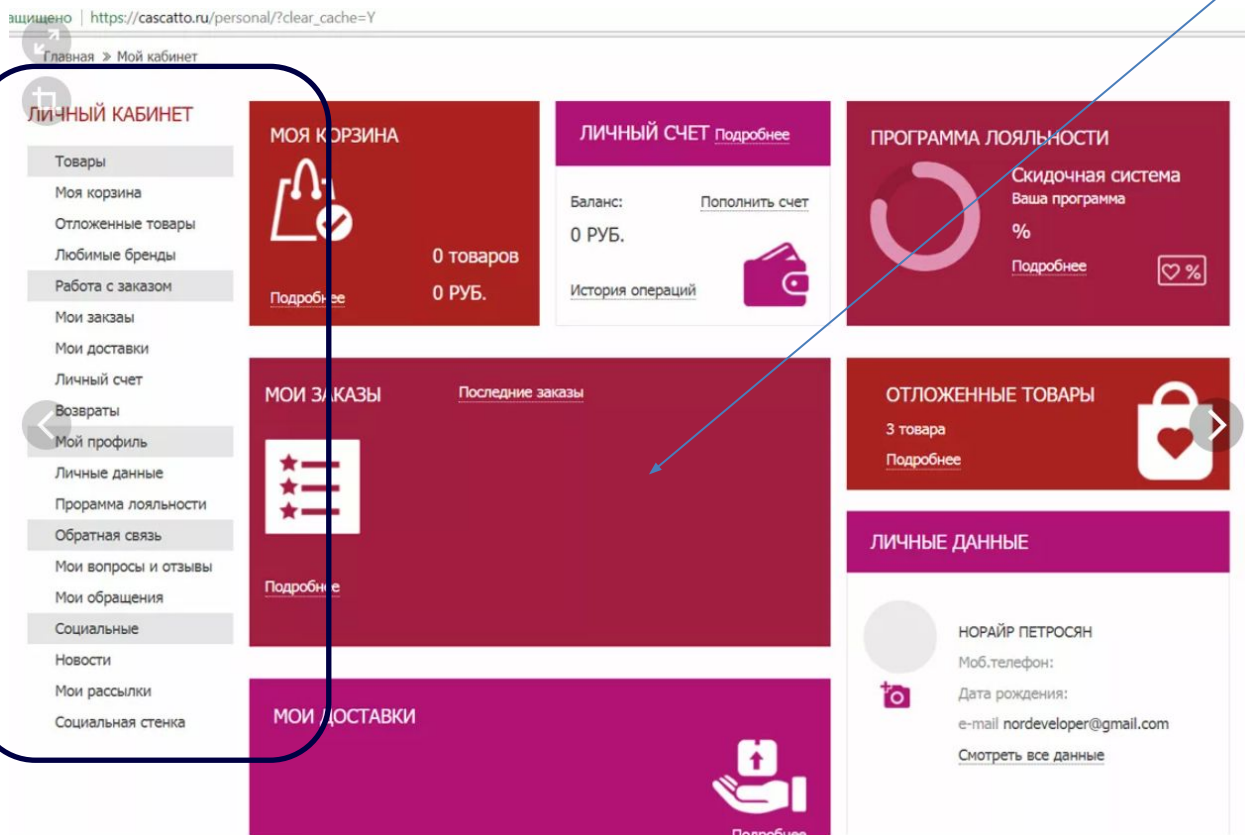 ащищено | https://cascatto.ru/personal/?clear_cache=Y
Главная » Мой кабинет
ЛИЧНЫЙ КАБИНЕТ
Товары
Моя корзина
Отложенные товары
Любимые бренды
Работа с заказом
Мои закзаы
Мои доставки
Личный счет
Возвраты
Мой профиль
Личные данные
Прорамма лояльности
Обратная связь
Мои вопросы и отзывы
Мои обращения
Социальные
Новости
Мои рассылки
Социальная стенка
МОЯ КОРЗИНА
0 товаров
Подробнее
0 РУБ.
ЛИЧНЫЙ СЧЕТ Подробнее
Баланс: Пополнить счет
0 РУБ.
История операций
ПРОГРАММА ЛОЯЛЬНОСТИ
Скидочная система
Ваша программа
%
Подробнее
%
МОИ ЗАКАЗЫ Последние заказы
Подробнее
ОТЛОЖЕННЫЕ ТОВАРЫ
3 товара
Подробнее
МОИ ДОСТАВКИ
Подробнее
ЛИЧНЫЕ ДАННЫЕ
НОРАЙР ПЕТРОСЯН
Моб.телефон:
Дата рождения:
e-mail nordeveloper@gmail.com
Смотреть все данные